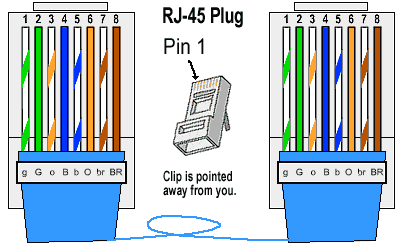 1 2 3 4 5 6 7 8
g G o B b O br BR
RJ-45 Plug
Pin 1
Clip is pointed
away from you.
1 2 3 4 5 6 7 8
g G o B b O br BR